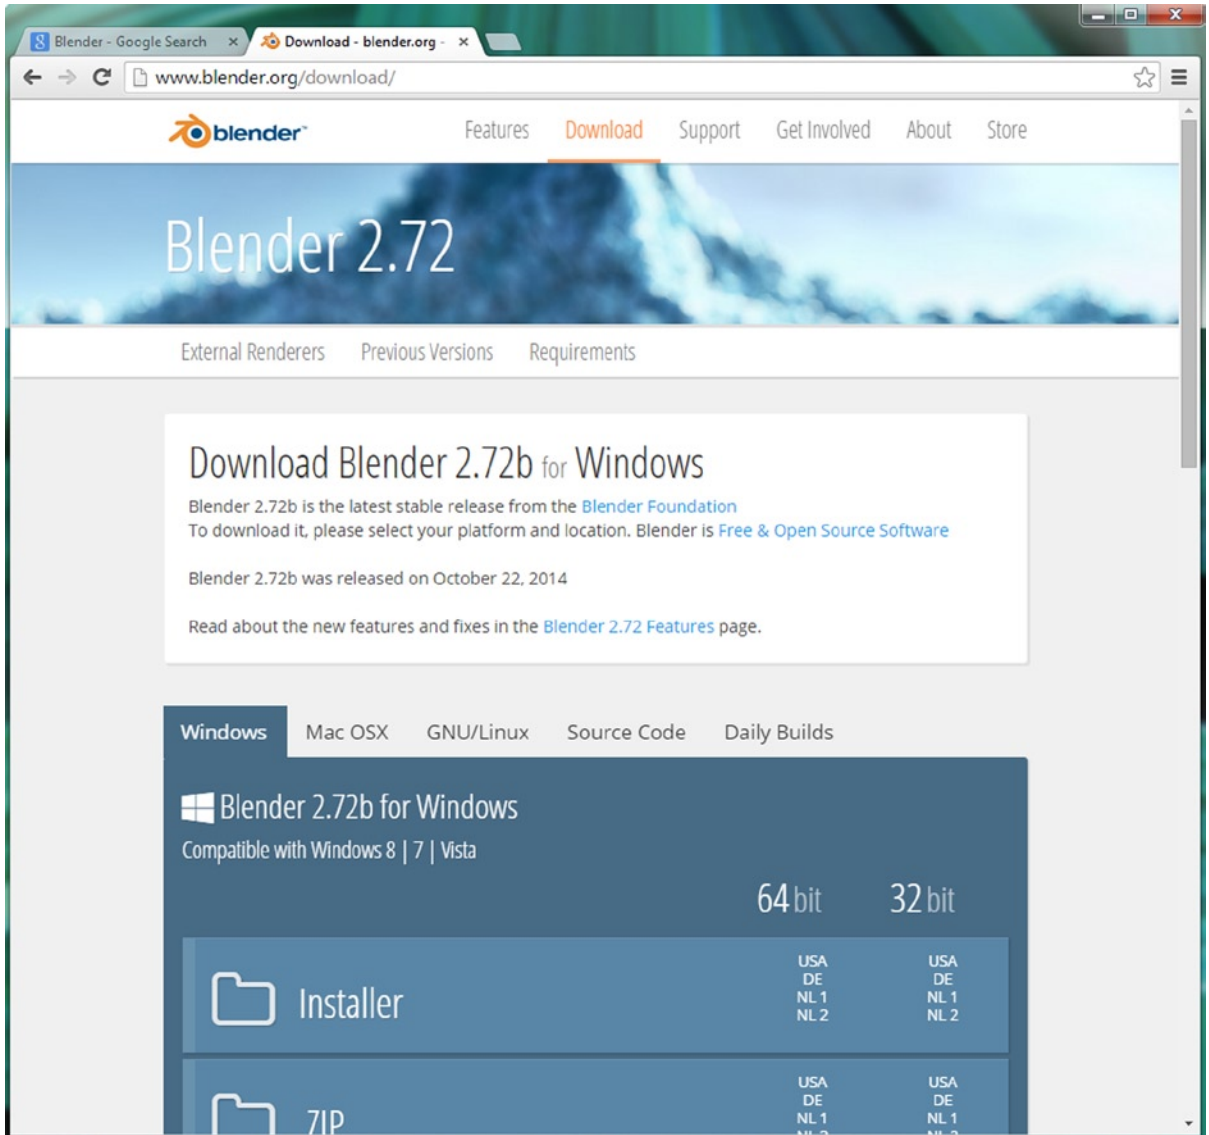 Blender - Google Search
Download - blender.org -
www.blender.org/download/
blender™
Features Download Support Get Involved About Store
Blender 2.72
External Renderers Previous Versions Requirements
Download Blender 2.72b for Windows
Blender 2.72b is the latest stable release from the Blender Foundation
To download it, please select your platform and location. Blender is Free & Open Source Software
Blender 2.72b was released on October 22, 2014
Read about the new features and fixes in the Blender 2.72 Features page.
Windows Mac OSX GNU/Linux Source Code Daily Builds
Blender 2.72b for Windows
Compatible with Windows 8 | 7 | Vista
64 bit 32 bit
USA USA
DE DE
Installer
NL 1 NL 1
NL 2 NL 2
USA USA
DE DE
ZIP
NL 1 NL 1